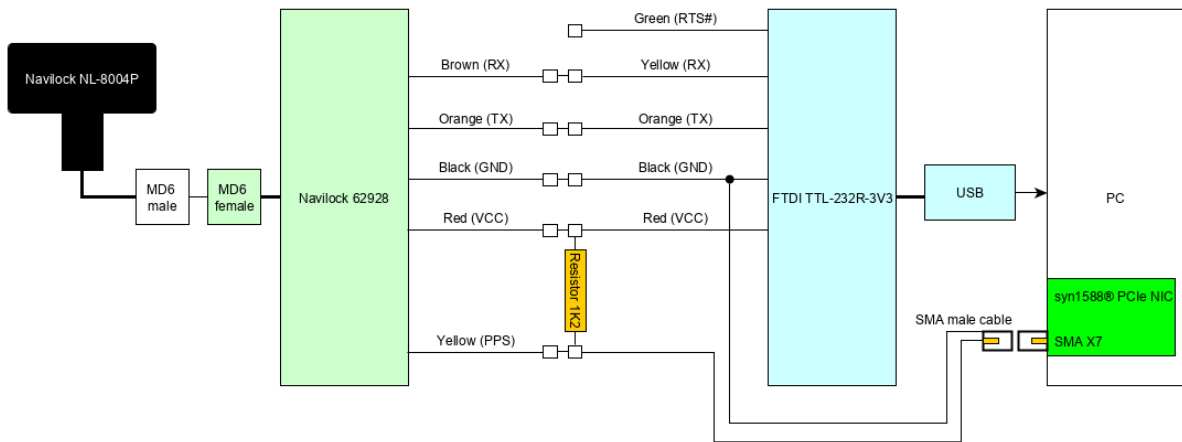 Green (RTS#)
Navilock NL-8004P
Brown (RX)
Yellow (RX)
Orange (TX)
Orange (TX)
Black (GND)
Black (GND)
MD6
male
MD6
female
Navilock 62928
FTDI TTL-232R-3V3
USB
PC
Red (VCC)
Red (VCC)
Resistor 1K2
syn1588® PCIe NIC
SMA male cable
SMA X7
Yellow (PPS)